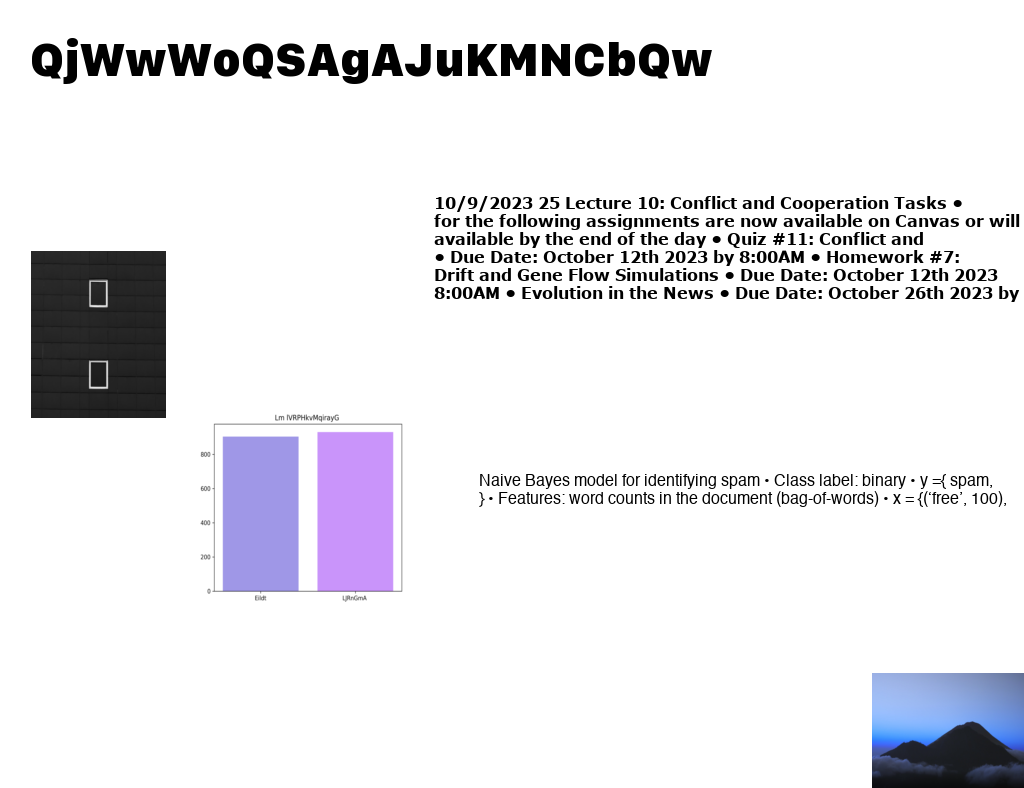 QjWwWoQSAgAJuKMNCbQw
10/9/2023 25 Lecture 10: Conflict and Cooperation Tasks •
for the following assignments are now available on Canvas or will
available by the end of the day • Quiz #11: Conflict and
• Due Date: October 12th 2023 by 8:00AM • Homework #7:
Drift and Gene Flow Simulations • Due Date: October 12th 2023
8:00AM • Evolution in the News • Due Date: October 26th 2023 by
800
600
400
200
0
Naive Bayes model for identifying spam • Class label: binary • y ={ spam,
} • Features: word counts in the document (bag-of-words) • x = {(‘free’, 100),